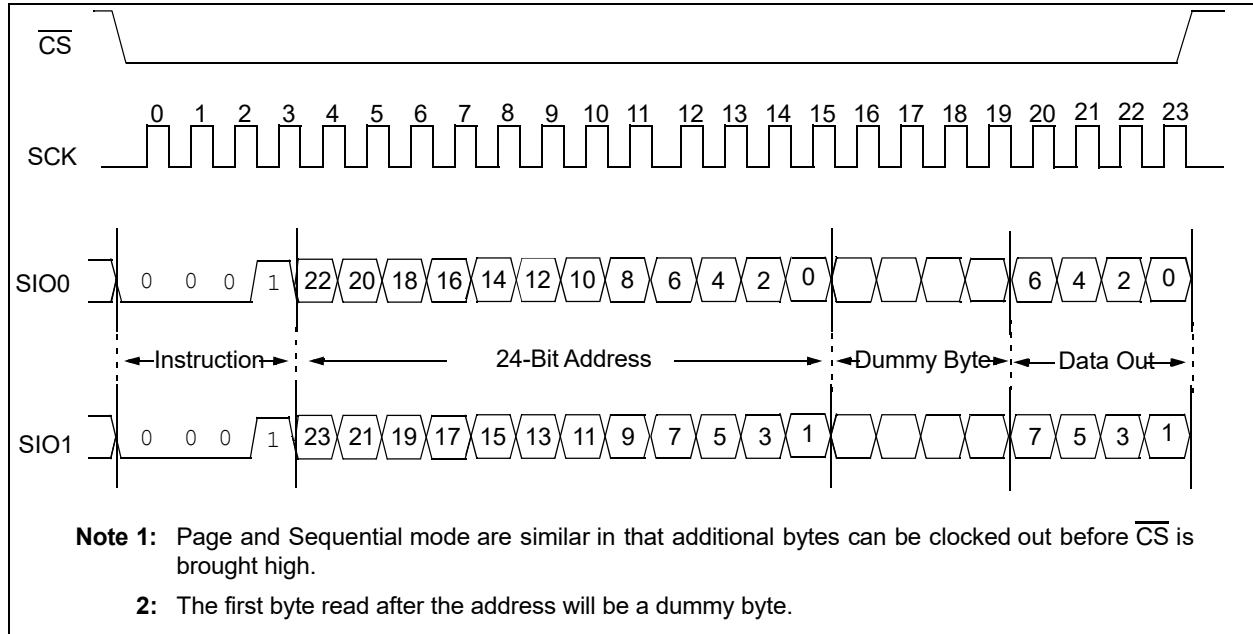 CS
0 1 2 3 4 5 6 7 8 9 10 11 12 13 14 15 16 17 18 19 20 21 22 23
SCK
SIO0 0 0 0 1 22 20 18 16 14 12 10 8 6 4 2 0 6 4 2 0
Instruction 24-Bit Address Dummy Byte Data Out
SIO1 0 0 0 1 23 21 19 17 15 13 11 9 7 5 3 1 7 5 3 1
Note 1: Page and Sequential mode are similar in that additional bytes can be clocked out before CS is
brought high.
2: The first byte read after the address will be a dummy byte.